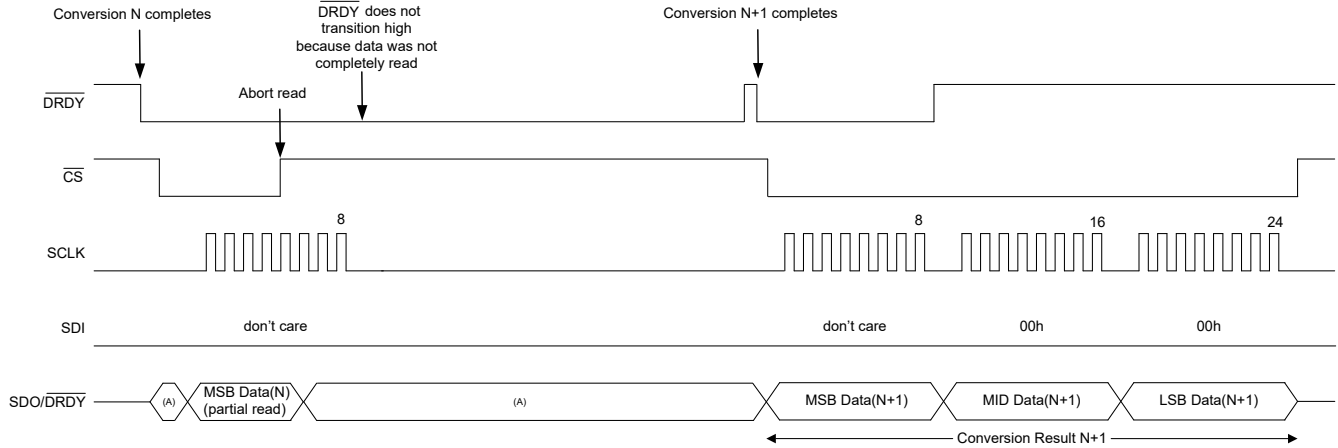 Conversion N completes
DRDY does not
transition high
because data was not
completely read
Conversion N+1 completes
Abort read
DRDY
CS
8
8
16
24
SCLK
SDI
don't care
don't care
00h
00h
SDO/DRDY
(A)
MSB Data(N)
(partial read)
(A)
MSB Data(N+1)
MID Data(N+1)
LSB Data(N+1)
Conversion Result N+1